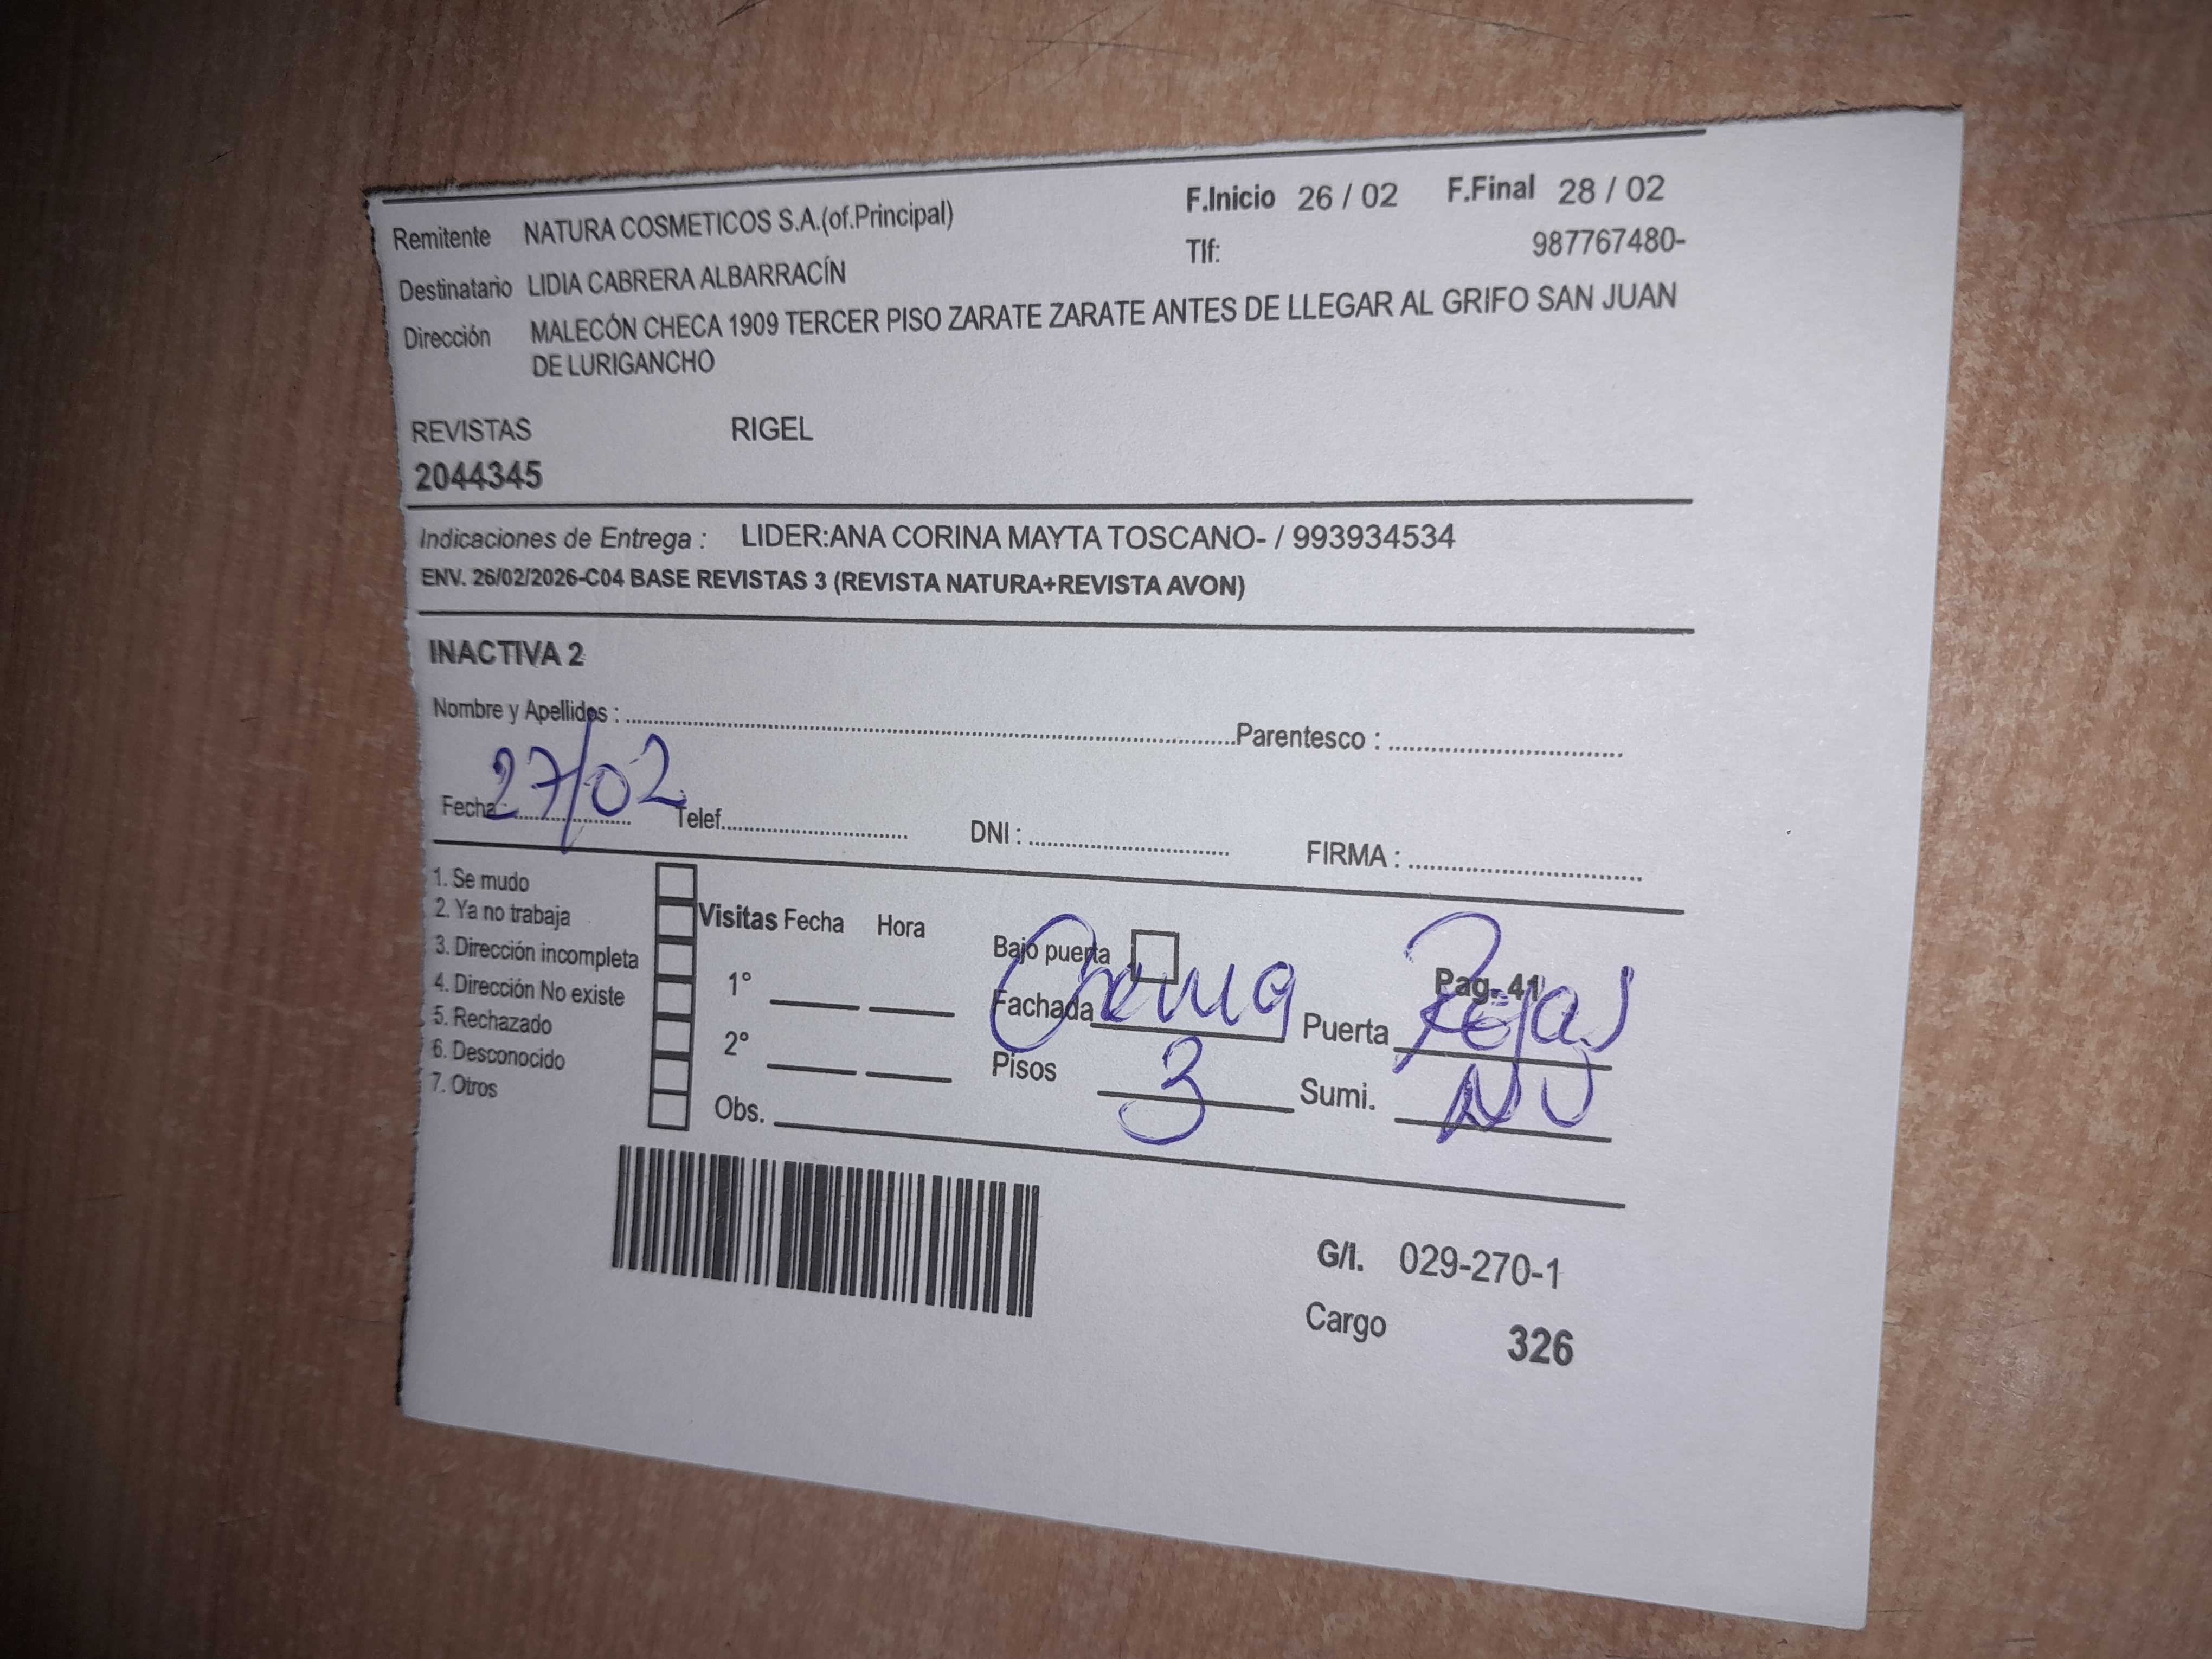 Remitente NATURA COSMETICOS S.A.(of.Principal) F.Inicio 26 / 02 F.Final 28 / 02
Tlf: 987767480-
Destinatario LIDIA CABRERA ALBARRACÍN
Dirección MALECÓN CHECA 1909 TERCER PISO ZARATE ZARATE ANTES DE LLEGAR AL GRIFO SAN JUAN
DE LURIGANCHO
REVISTAS RIGEL
2044345
Indicaciones de Entrega : LIDER:ANA CORINA MAYTA TOSCANO- / 993934534
ENV. 26/02/2026-C04 BASE REVISTAS 3 (REVISTA NATURA+REVISTA AVON)
INACTIVA 2
Nombre y Apellidos : Parentesco :
Fecha : 27/02 Telef. DNI : FIRMA :
1. Se mudo
2. Ya no trabaja
3. Dirección incompleta
4. Dirección No existe
5. Rechazado
6. Desconocido
7. Otros
Visitas Fecha Hora
1°
2°
Obs.
Bajo puerta Pag- 41
Fachada Crema Puerta Rejas
Pisos 3 Sumi.
G/I. 029-270-1
Cargo 326